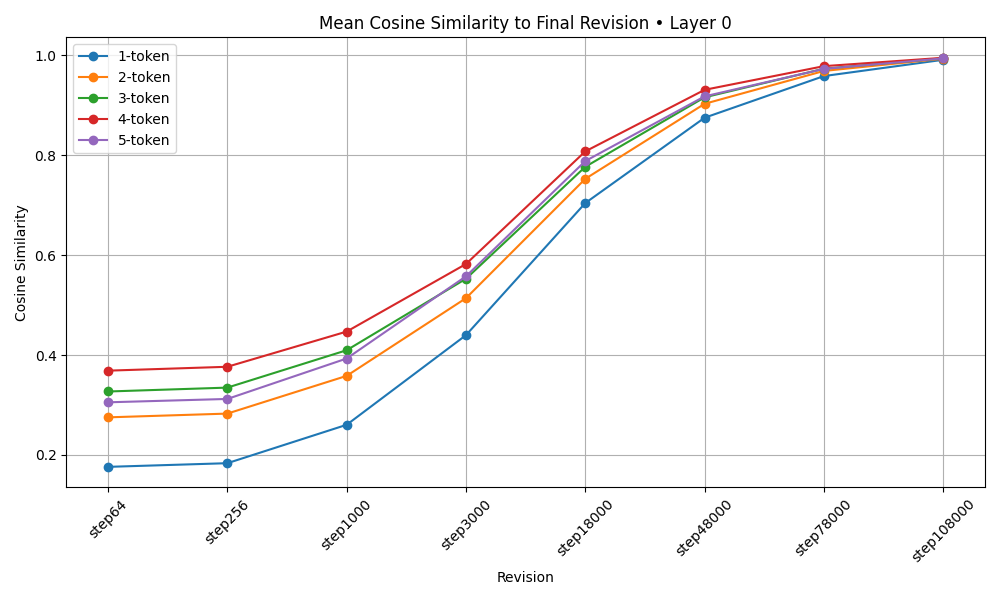 Mean Cosine Similarity to Final Revision • Layer 0
1-token
2-token
3-token
4-token
5-token
Cosine Similarity
1.0
0.8
0.6
0.4
0.2
step64
step256
step1000
step3000
step18000
step48000
step78000
step108000
Revision